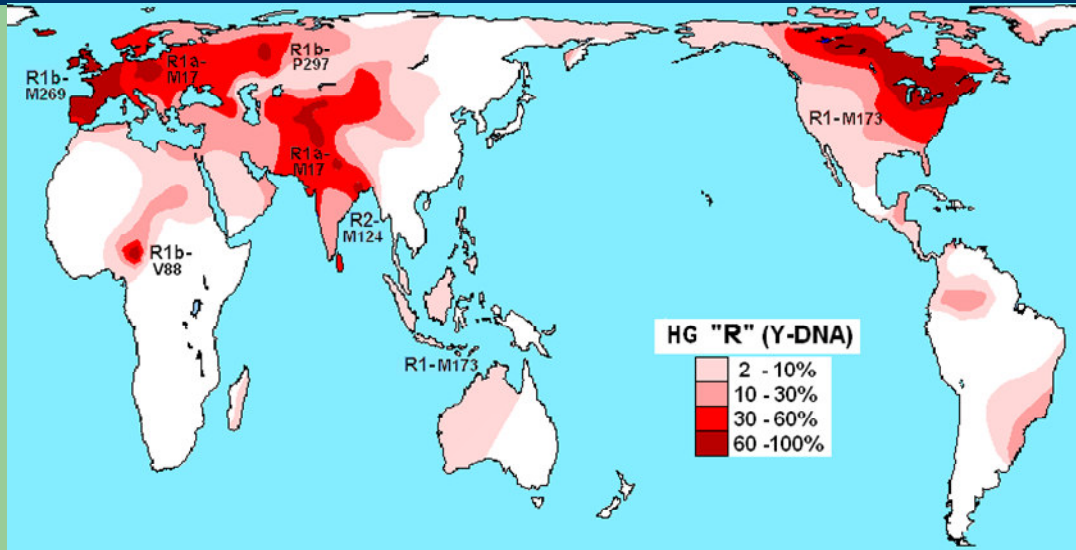 R1b-
M269
R1a-
M17
R1b-
P297
R1a-
M17
R2-
M124
R1b-
V88
R1-M173
R1-M173
HG "R" (Y-DNA)
2 - 10%
10 - 30%
30 - 60%
60 -100%